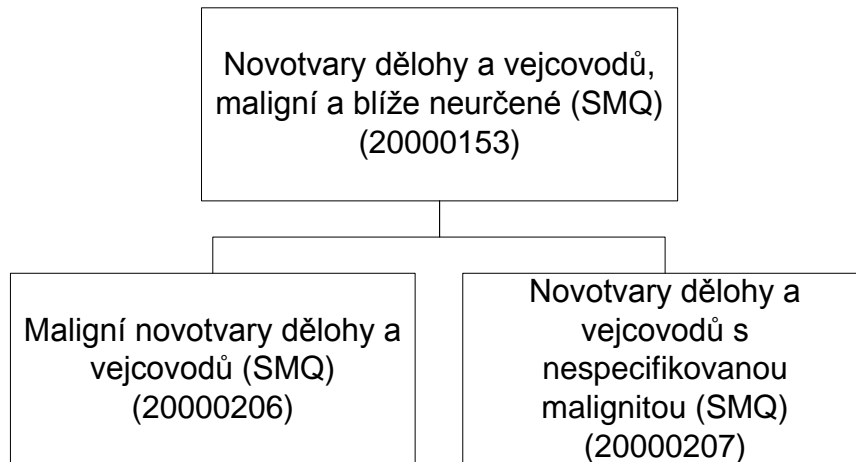 Novotvary dělohy a vejcovodů,
maligní a blíže neurčené (SMQ)
(20000153)
Maligní novotvary dělohy a
vejcovodů (SMQ)
(20000206)
Novotvary dělohy a
vejcovodů s
nespecifikovanou
malignitou (SMQ)
(20000207)